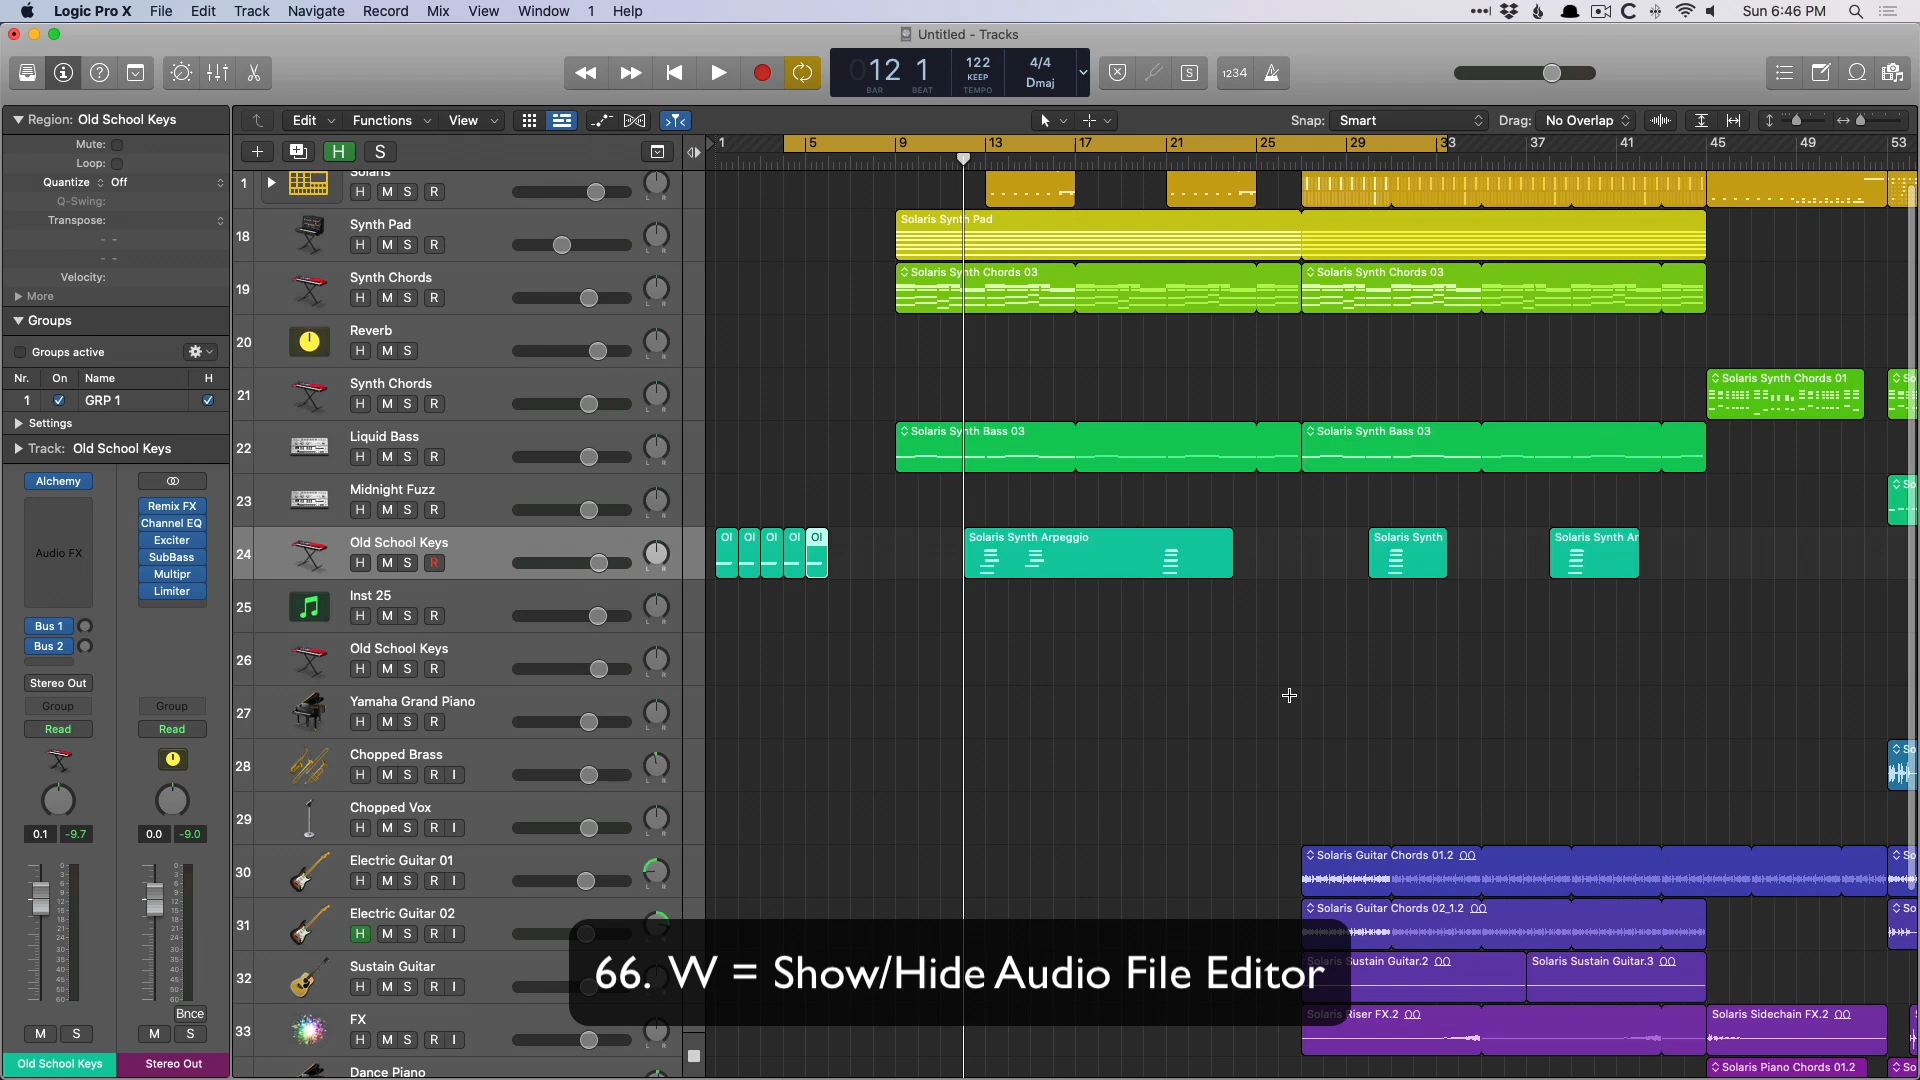 Logic Pro X File Edit Track Navigate Record Mix View Window 1 Help Sun 6:46 PM
Untitled - Tracks
12 1 122 KEEP 4/4 Dmaj 1234
BAR BEAT TEMPO
Region: Old School Keys Edit Functions View Snap: Smart Drag: No Overlap
Mute:
Loop:
Quantize Off
Q-Swing:
Transpose:
Velocity:
More
Groups
Groups active
Nr. On Name H
1 GRP 1
Settings
Track: Old School Keys
Alchemy
Audio FX
Remix FX
Channel EQ
Exciter
SubBass
Multipr
Limiter
Bus 1
Bus 2
Stereo Out
Group Group
Read Read
0.1 -9.7 0.0 -9.0
Bnce
M S M S
Old School Keys Stereo Out
H S 1 5 9 13 17 21 25 29 33 37 41 45 49 53
1 Solaris
H M S R
18 Synth Pad
H M S R
Solaris Synth Pad
19 Synth Chords
H M S R
Solaris Synth Chords 03 Solaris Synth Chords 03
20 Reverb
H M S
21 Synth Chords
H M S R
Solaris Synth Chords 01 So
22 Liquid Bass
H M S R
Solaris Synth Bass 03 Solaris Synth Bass 03
23 Midnight Fuzz
H M S R
So
24 Old School Keys
H M S R
Ol Ol Ol Ol Ol Solaris Synth Arpeggio Solaris Synth Solaris Synth Ar
25 Inst 25
H M S R
26 Old School Keys
H M S R
27 Yamaha Grand Piano
H M S R
28 Chopped Brass
H M S R I
So
29 Chopped Vox
H M S R I
30 Electric Guitar 01
H M S R I
Solaris Guitar Chords 01.2 So
31 Electric Guitar 02
H M S R I
Solaris Guitar Chords 02_1.2 So
32 Sustain Guitar
H M S R I
Solaris Sustain Guitar.2 Solaris Sustain Guitar.3
66. W = Show/Hide Audio File Editor
33 FX
H M S R I
Solaris Riser FX.2 Solaris Sidechain FX.2
Dance Piano
Solaris Piano Chords 01.2 So